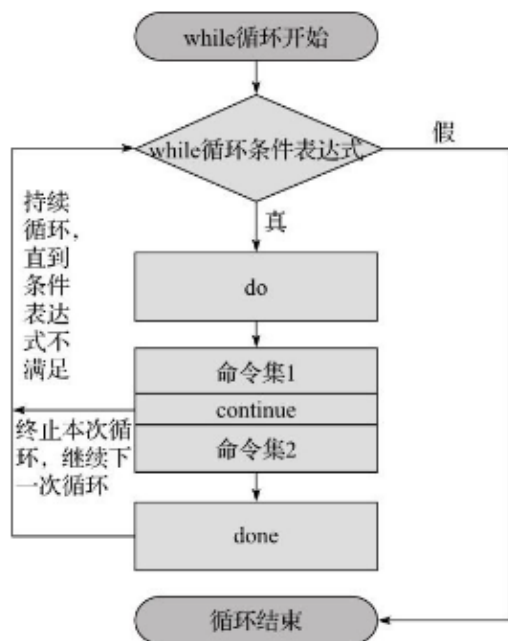 while循环开始
while循环条件表达式
假
真
持续
循环，
直到
条件
表达
式不
满足
do
命令集1
continue
命令集2
终止本次循
环，继续下
一次循环
done
循环结束